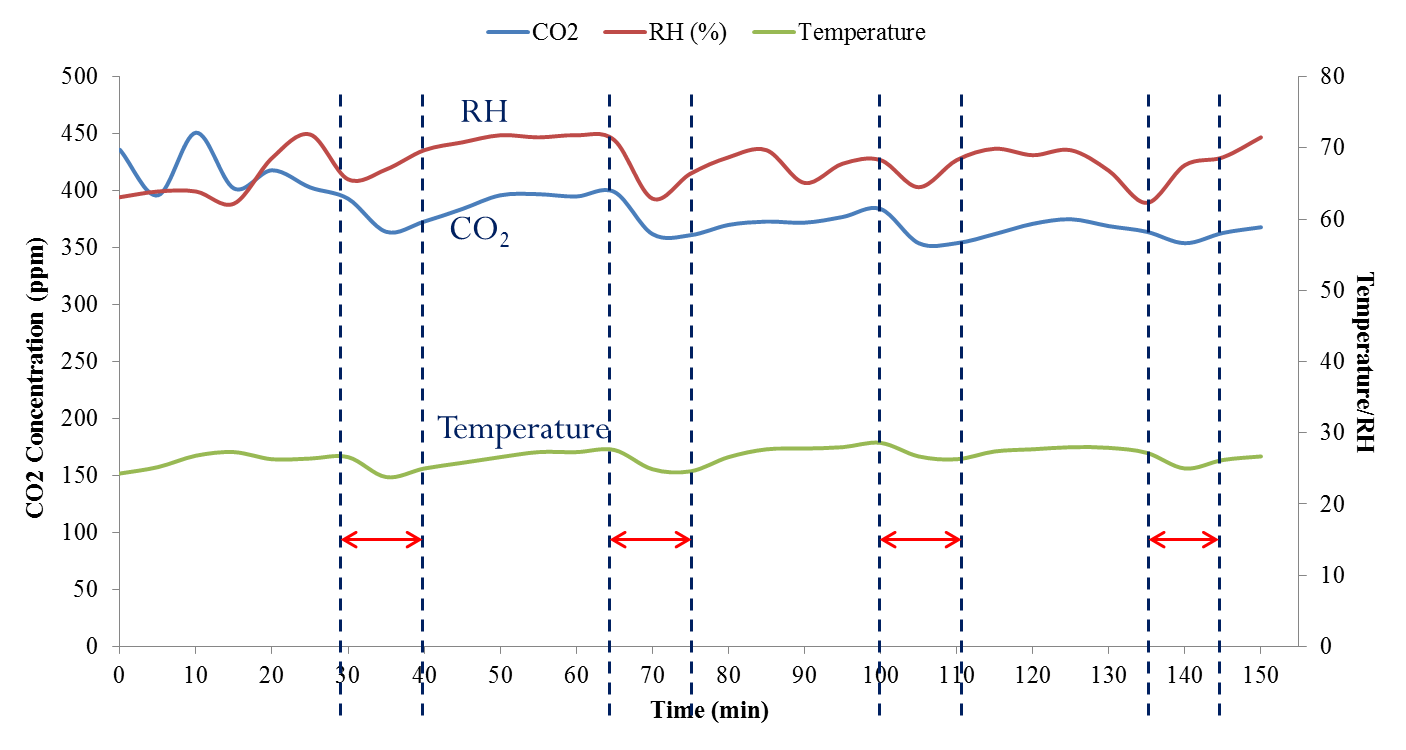 CO2 RH (%) Temperature
500
450
400
350
300
250
200
150
100
50
0
CO2 Concentration (ppm)
RH
CO₂
Temperature
80
70
60
50
40
30
20
10
0
Temperature/RH
0 10 20 30 40 50 60 70 80 90 100 110 120 130 140 150
Time (min)